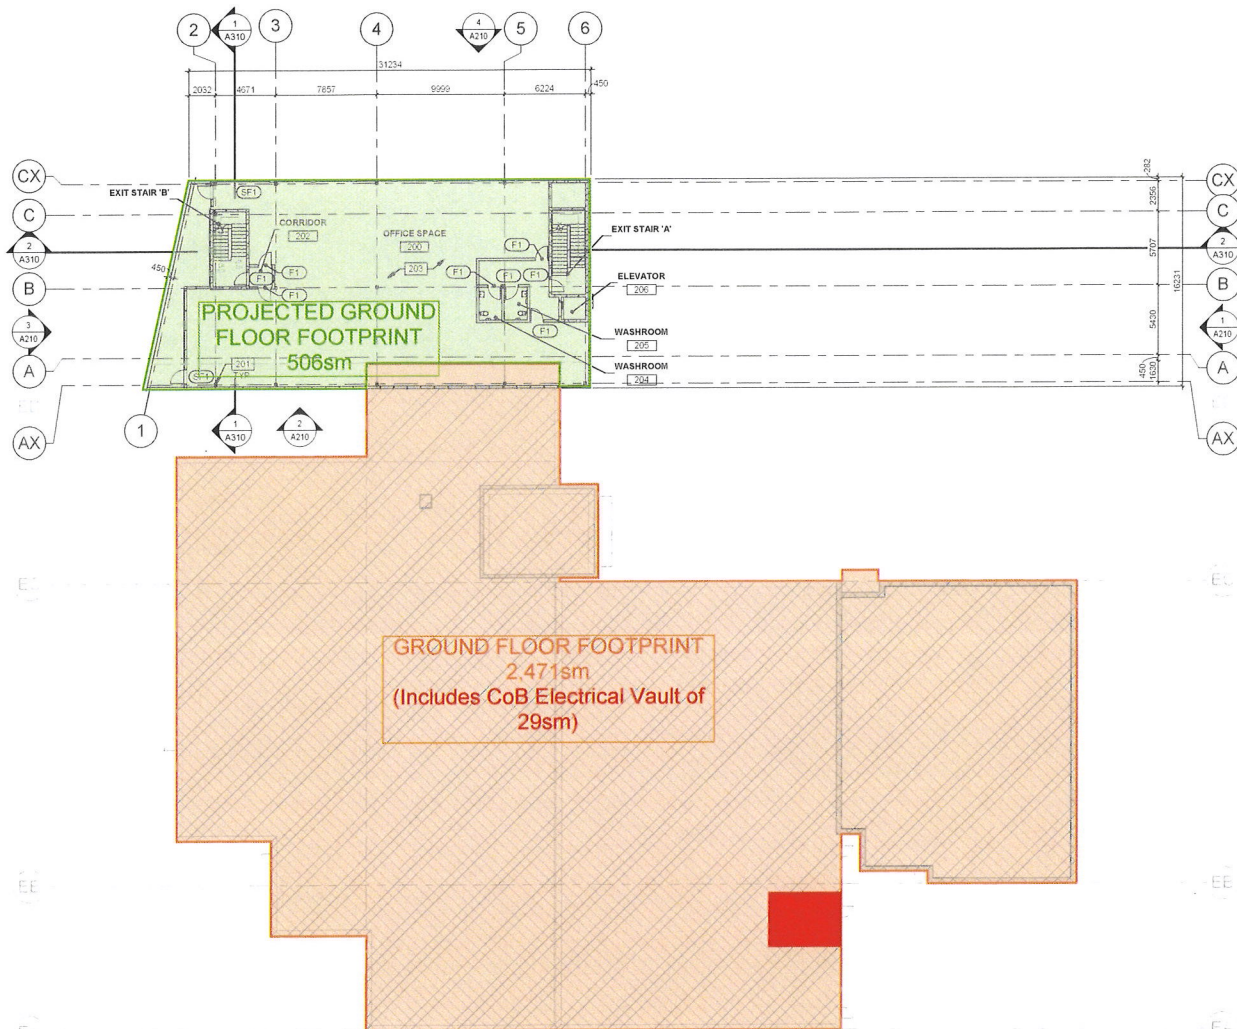 2
1
A310
3
4
4
A210
5
6
31234
450
2032
4671
7857
9999
6224
CX
CX
EXIT STAIR 'B'
SF1
282
2356
C
C
CORRIDOR
202
OFFICE SPACE
200
EXIT STAIR 'A'
2
A310
2
A310
F1
5707
203
450
F1
F1
F1
F1
F1
ELEVATOR
206
B
B
F1
16231
PROJECTED GROUND
FLOOR FOOTPRINT
506sm
3
A210
F1
WASHROOM
205
5430
1
A210
A
A
201
TYP
SF1
WASHROOM
204
450
1630
1
1
A310
2
A210
AX
AX
GROUND FLOOR FOOTPRINT
2,471sm
(Includes CoB Electrical Vault of
29sm)
EE
EE